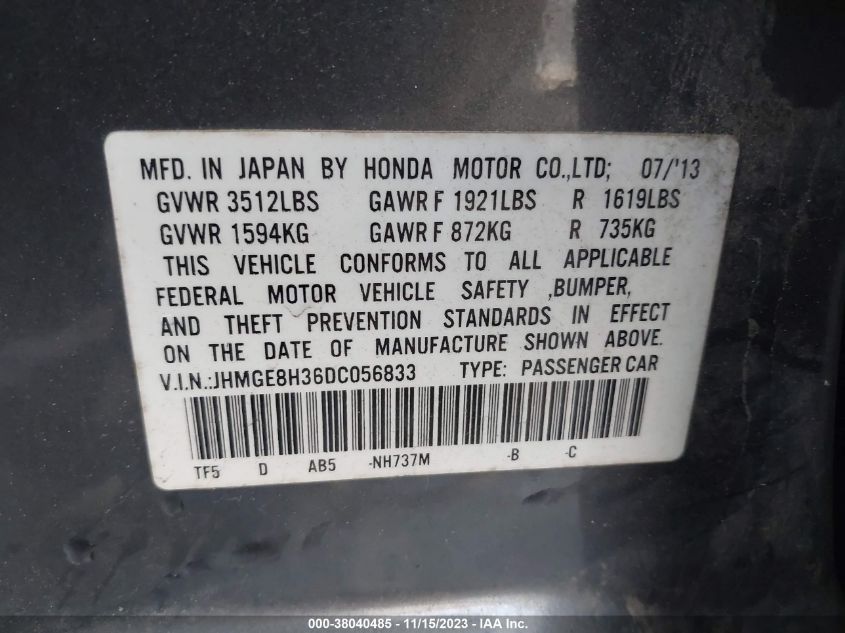 MFD. IN JAPAN BY HONDA MOTOR CO.,LTD; 07/'13
GVWR 3512LBS GAWR F 1921LBS R 1619LBS
GVWR 1594KG GAWR F 872KG R 735KG
THIS VEHICLE CONFORMS TO ALL APPLICABLE
FEDERAL MOTOR VEHICLE SAFETY ,BUMPER,
AND THEFT PREVENTION STANDARDS IN EFFECT
ON THE DATE OF MANUFACTURE SHOWN ABOVE.
V.I.N.:JHMGE8H36DC056833 TYPE: PASSENGER CAR
TF5 D AB5 -NH737M -B -C
000-38040485 - 11/15/2023 - IAA Inc.